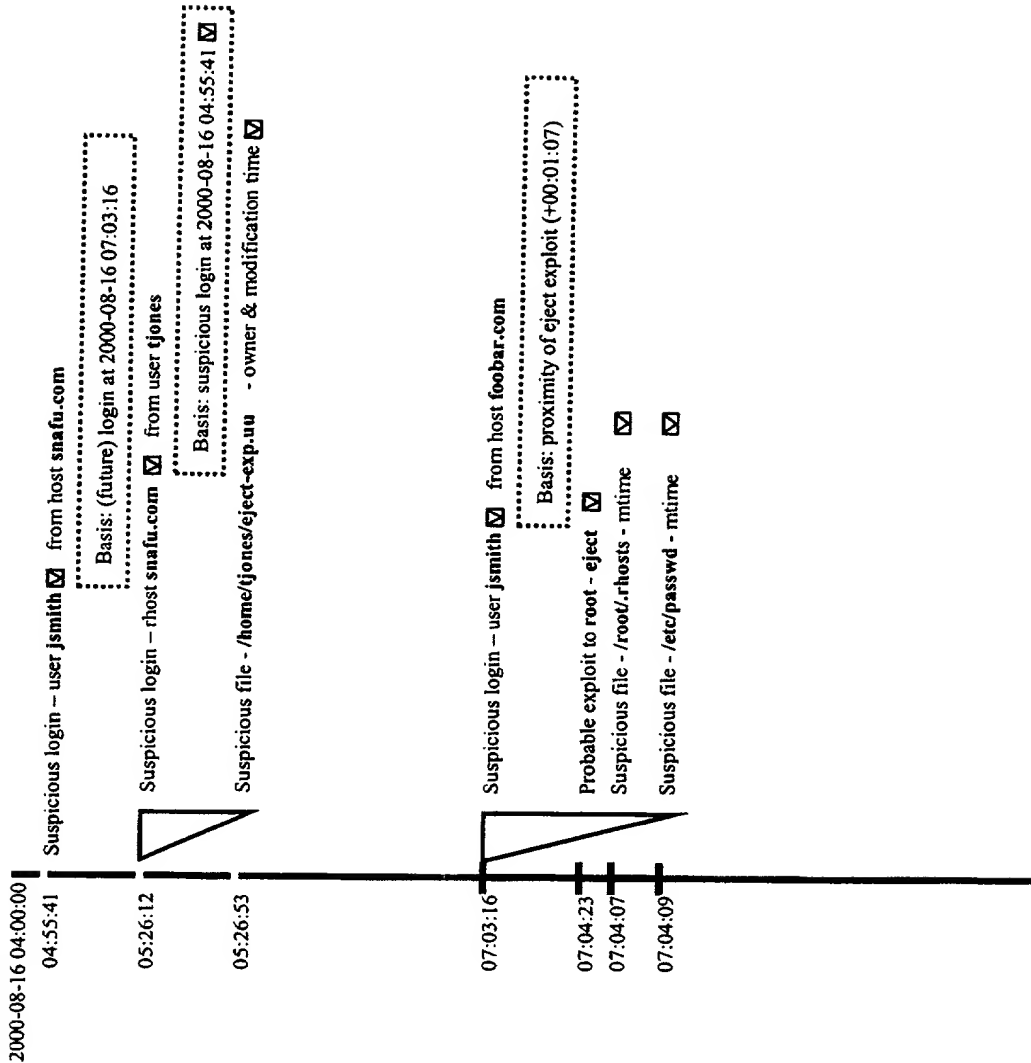 2000-08-16 04:00:00
04:55:41
Suspicious login – user jsmith ☑ from host snafu.com
Basis: (future) login at 2000-08-16 07:03:16
05:26:12
Suspicious login – rhost snafu.com ☑ from user tjones
Basis: suspicious login at 2000-08-16 04:55:41 ☑
05:26:53
Suspicious file - /home/tjones/eject-exp.uu - owner & modification time ☑
07:03:16
Suspicious login – user jsmith ☑ from host foobar.com
Basis: proximity of eject exploit (+00:01:07)
07:04:23
Probable exploit to root - eject ☑
07:04:07
Suspicious file - /root/.rhosts - mtime ☑
07:04:09
Suspicious file - /etc/passwd - mtime ☑